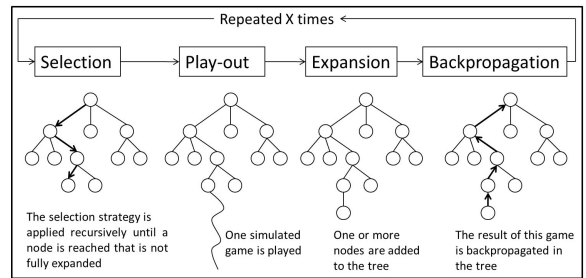 Repeated X times
Selection
Play-out
Expansion
Backpropagation
The selection strategy is
applied recursively until a
node is reached that is not
fully expanded
One simulated
game is played
One or more
nodes are added
to the tree
The result of this game
is backpropagated in
the tree